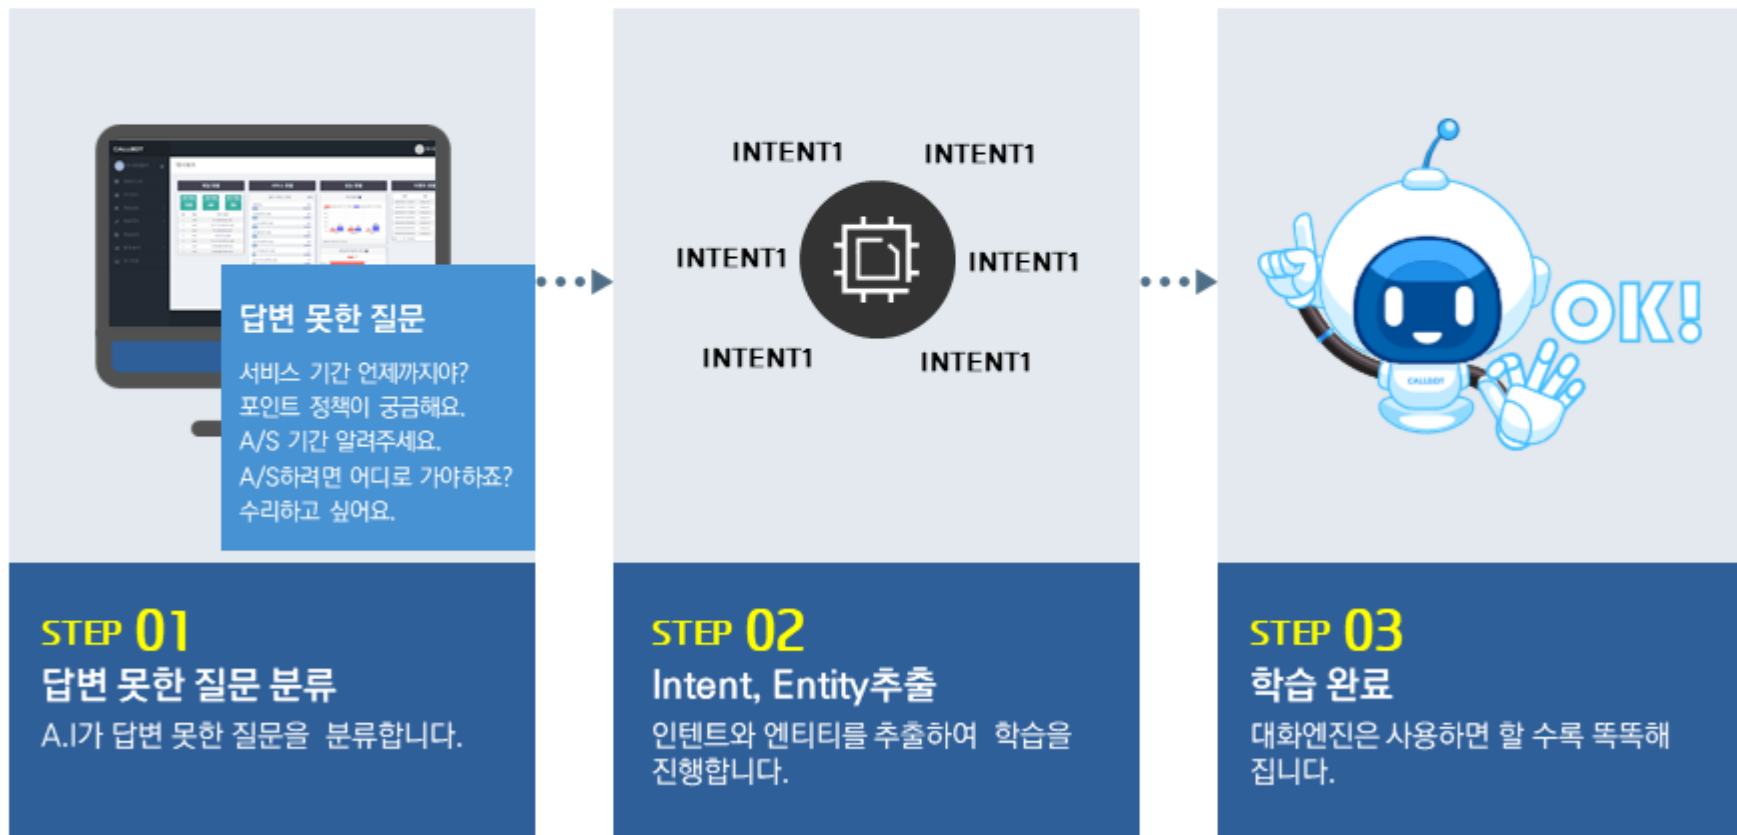 CALLBOT
답변 못한 질문
서비스 기간 언제까지야?
포인트 정책이 궁금해요.
A/S 기간 알려주세요.
A/S하려면 어디로 가야하죠?
수리하고 싶어요.
STEP 01
답변 못한 질문 분류
A.I가 답변 못한 질문을 분류합니다.
INTENT1 INTENT1
INTENT1 INTENT1
INTENT1 INTENT1
STEP 02
Intent, Entity추출
인텐트와 엔티티를 추출하여 학습을
진행합니다.
OK!
CALLBOT
STEP 03
학습 완료
대화엔진은 사용하면 할 수록 똑똑해
집니다.